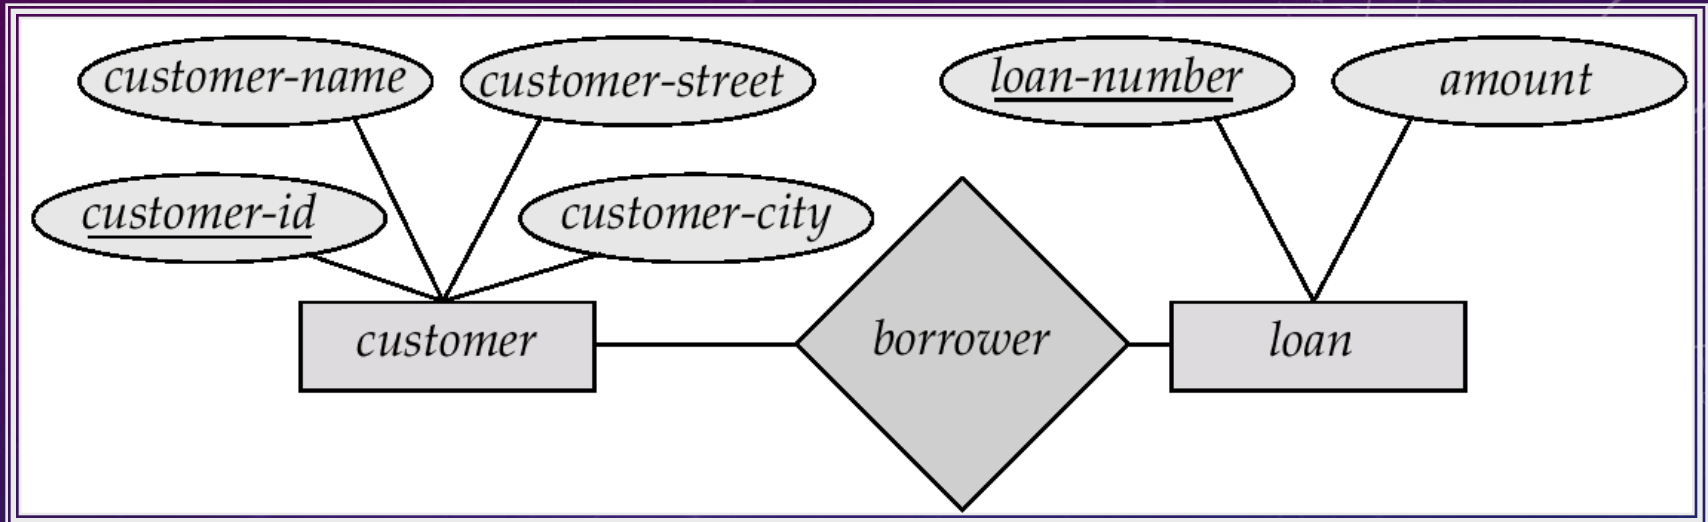 customer-name
customer-street
loan-number
amount
customer-id
customer-city
customer
borrower
loan